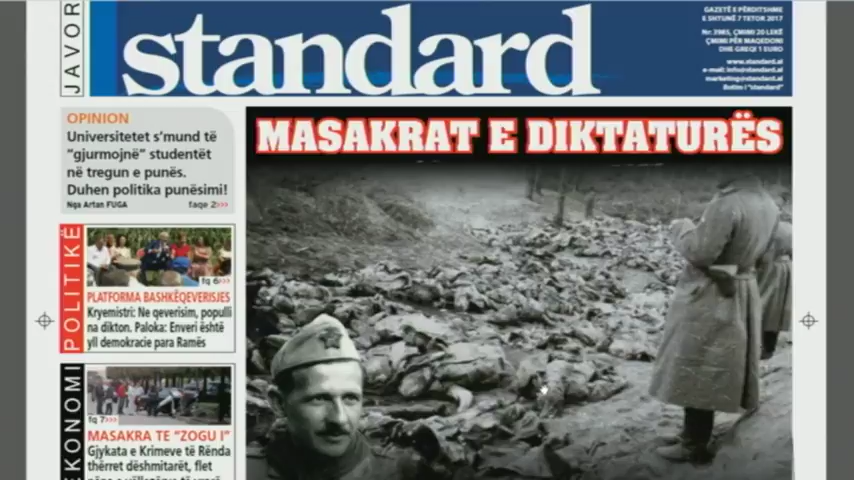 JAVOR
standard
GAZETË E PËRDITSHME
E SHTUNË 7 TETOR 2017
Nr: 3985, ÇMIMI 20 LEKË
ÇMIMI PËR MAQEDONI
DHE GREQI 1 EURO
www.standard.al
e-mail: info@standard.al
marketing@standard.al
Botim i "standard"
OPINION
Universitetet s'mund të
"gjurmojnë" studentët
në tregun e punës.
Duhen politika punësimi!
Nga Artan FUGA
faqe 2>>>
MASAKRAT E DIKTATURËS
POLITIKË
fq 6>>>
PLATFORMA BASHKËQEVERISJES
Kryemistri: Ne qeverisim, populli
na dikton. Paloka: Enveri është
yll demokracie para Ramës
KONOMI
fq 7>>>
MASAKRA TE "ZOGU I"
Gjykata e Krimeve të Rënda
thërret dëshmitarët, flet